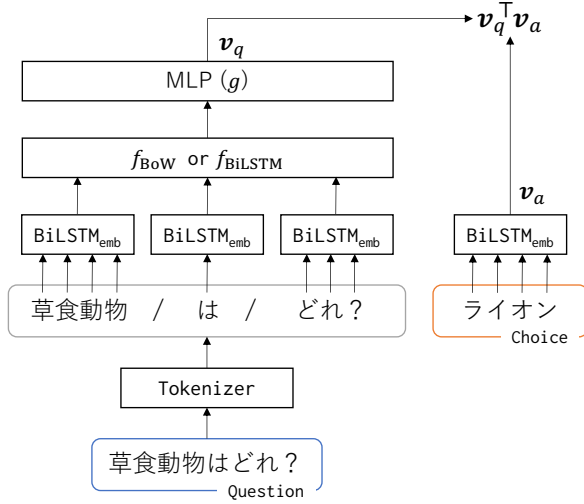 v_q
v_q^⊤ v_a
MLP (g)
f_BoW or f_BiLSTM
v_a
BiLSTM_emb BiLSTM_emb BiLSTM_emb BiLSTM_emb
草食動物 / は / どれ？ ライオン
Choice
Tokenizer
草食動物はどれ？
Question